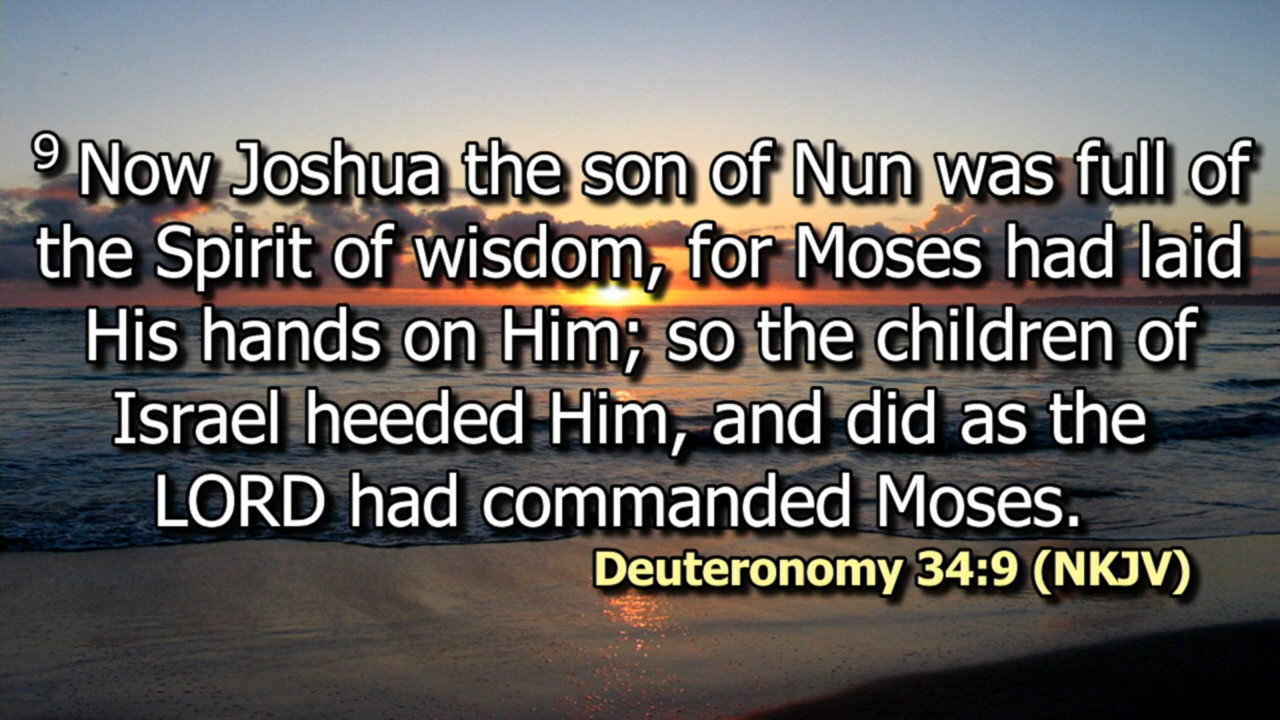 9 Now Joshua the son of Nun was full of
the Spirit of wisdom, for Moses had laid
His hands on Him; so the children of
Israel heeded Him, and did as the
LORD had commanded Moses.
Deuteronomy 34:9 (NKJV)